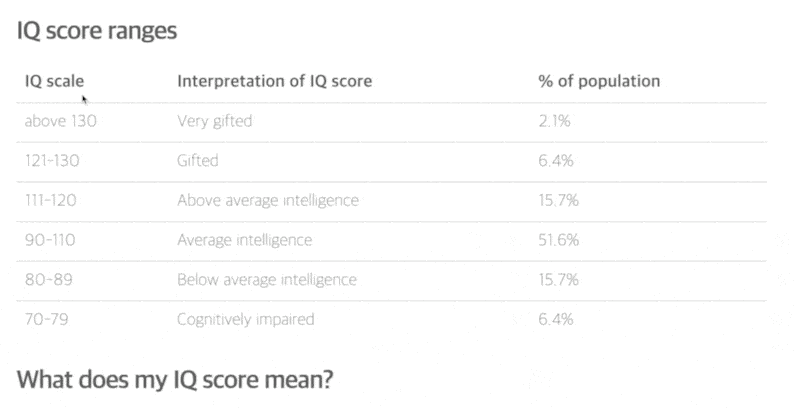 IQ score ranges
IQ scale Interpretation of IQ score % of population
above 130 Very gifted 2.1%
121-130 Gifted 6.4%
111-120 Above average intelligence 15.7%
90-110 Average intelligence 51.6%
80-89 Below average intelligence 15.7%
70-79 Cognitively impaired 6.4%
What does my IQ score mean?